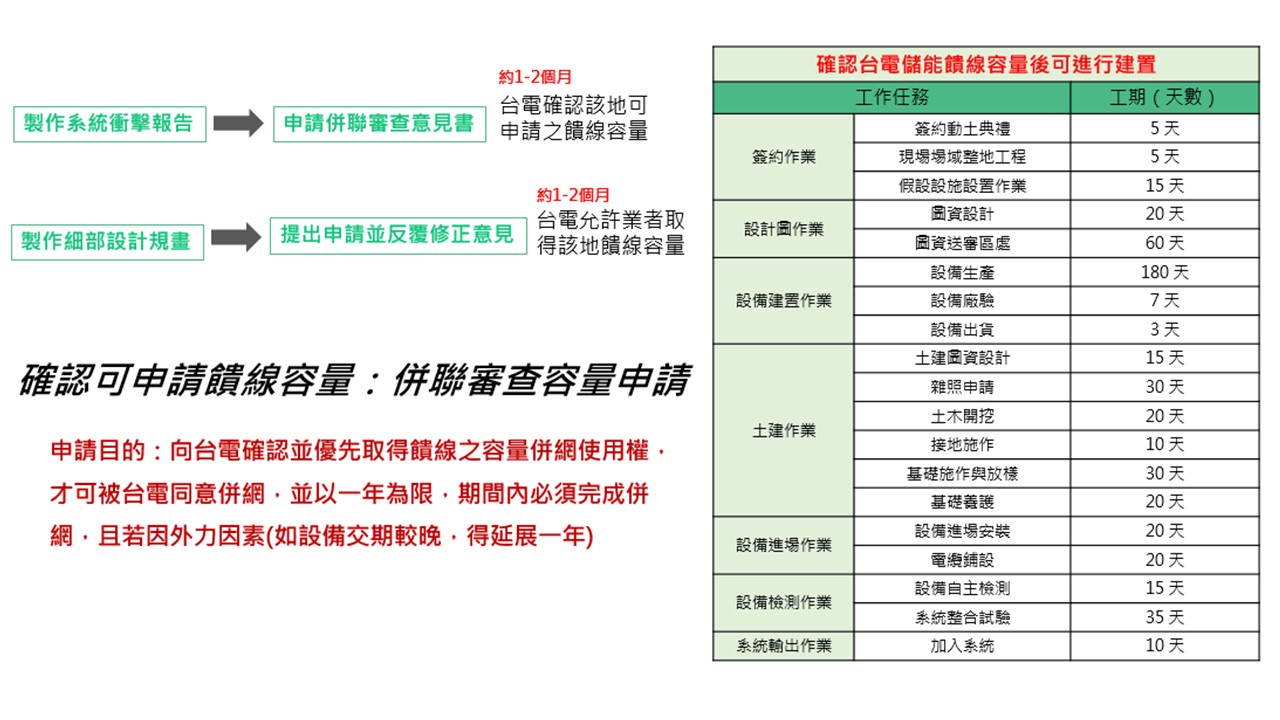 約1-2個月
製作系統衝擊報告
申請併聯審查意見書
台電確認該地可
申請之饋線容量
約1-2個月
製作細部設計規畫
提出申請並反覆修正意見
台電允許業者取
得該地饋線容量
確認可申請饋線容量：併聯審查容量申請
申請目的：向台電確認並優先取得饋線之容量併網使用權，
才可被台電同意併網，並以一年為限，期間內必須完成併
網，且若因外力因素(如設備交期較晚，得延展一年)
確認台電儲能饋線容量後可進行建置
工作任務 工期（天數）
簽約作業
簽約動土典禮 5 天
現場場域整地工程 5 天
假設設施設置作業 15 天
設計圖作業
圖資設計 20 天
圖資送審區處 60 天
設備建置作業
設備生產 180 天
設備廠驗 7 天
設備出貨 3 天
土建作業
土建圖資設計 15 天
雜照申請 30 天
土木開挖 20 天
接地施作 10 天
基礎施作與放樣 30 天
基礎養護 20 天
設備進場作業
設備進場安裝 20 天
電纜鋪設 20 天
設備檢測作業
設備自主檢測 15 天
系統整合試驗 35 天
系統輸出作業 加入系統 10 天